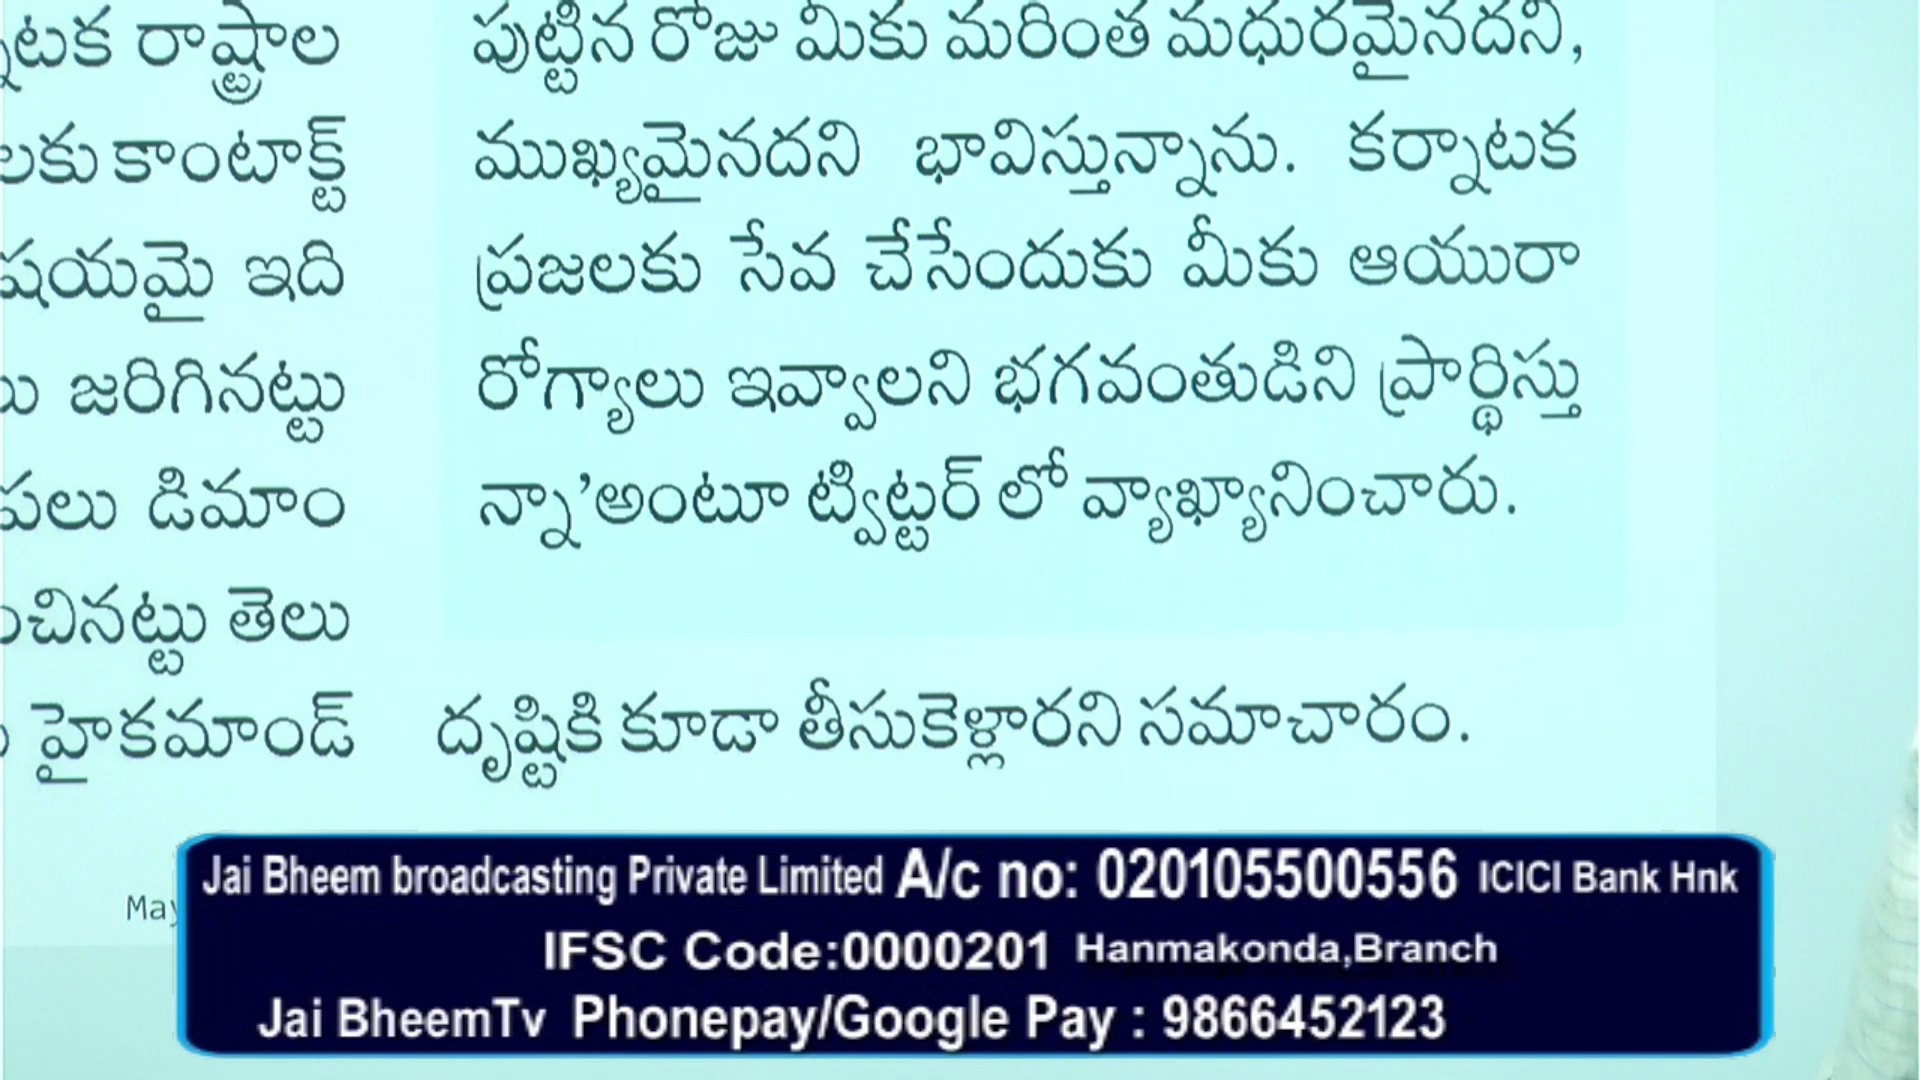 టక రాష్ట్రాల
లకు కాంటాక్ట్
షయమై ఇది
జరిగినట్టు
పలు డిమాం
చినట్టు తెలు
హైకమాండ్
పుట్టిన రోజు మీకు మరింత మధురమైనదని,
ముఖ్యమైనదని భావిస్తున్నాను. కర్నాటక
ప్రజలకు సేవ చేసేందుకు మీకు ఆయురా
రోగ్యాలు ఇవ్వాలని భగవంతుడిని ప్రార్థిస్తు
న్నా'అంటూ ట్విట్టర్ లో వ్యాఖ్యానించారు.
దృష్టికి కూడా తీసుకెళ్లారని సమాచారం.
May
Jai Bheem broadcasting Private Limited A/c no: 020105500556 ICICI Bank Hnk
IFSC Code:0000201 Hanmakonda,Branch
Jai BheemTv Phonepay/Google Pay : 9866452123